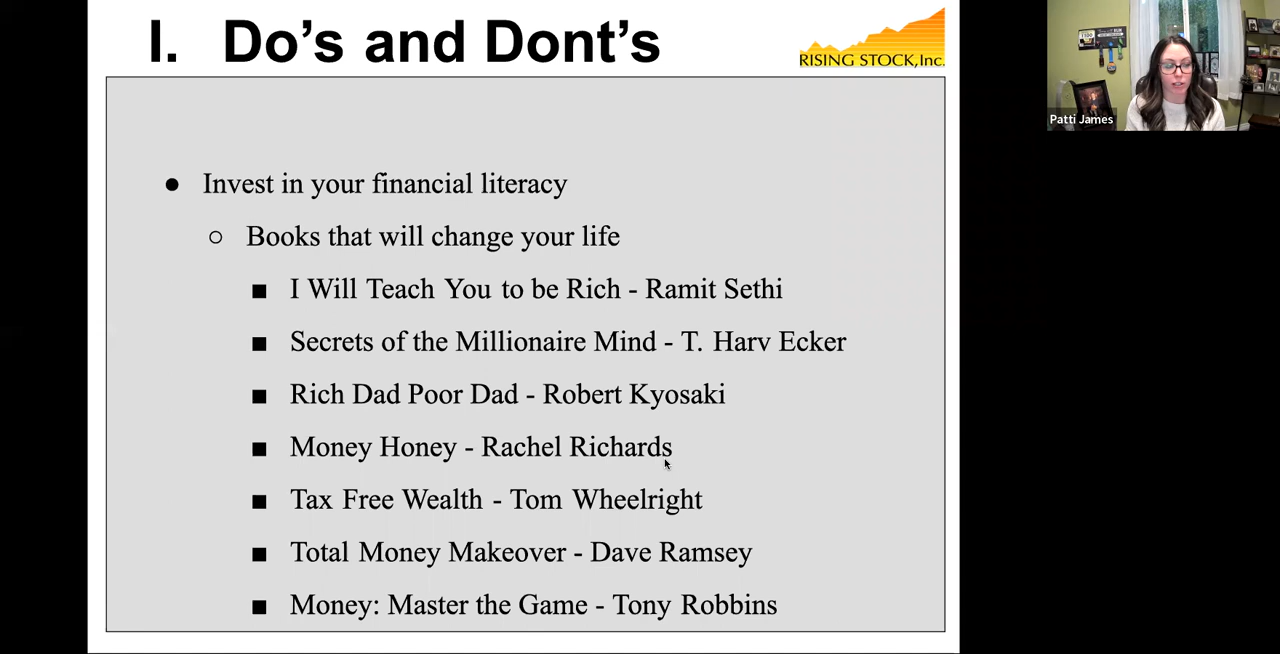 I. Do’s and Dont’s
RISING STOCK,Inc.
● Invest in your financial literacy
○ Books that will change your life
■ I Will Teach You to be Rich - Ramit Sethi
■ Secrets of the Millionaire Mind - T. Harv Ecker
■ Rich Dad Poor Dad - Robert Kyosaki
■ Money Honey - Rachel Richards
■ Tax Free Wealth - Tom Wheelright
■ Total Money Makeover - Dave Ramsey
■ Money: Master the Game - Tony Robbins
Patti James